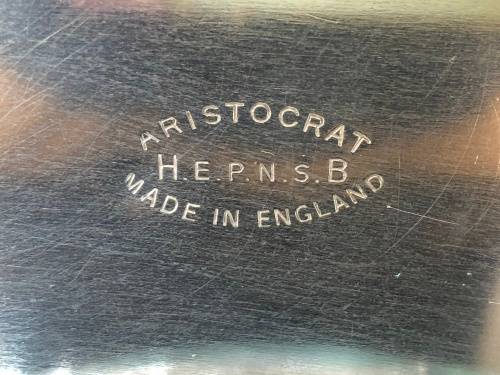 ARISTOCRAT
H.E.P.N.S.B
MADE IN ENGLAND